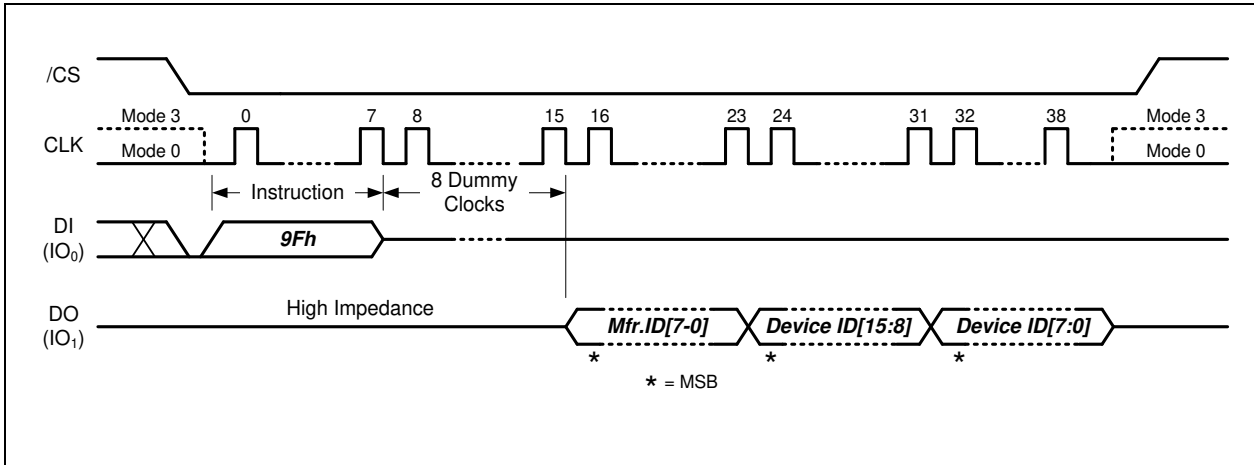 /CS
Mode 3 0 7 8 15 16 23 24 31 32 38 Mode 3
CLK
Mode 0 Mode 0
Instruction 8 Dummy
Clocks
DI
(IO0)
9Fh
High Impedance
DO
(IO1)
Mfr.ID[7-0] Device ID[15:8] Device ID[7:0]
* * *
* = MSB